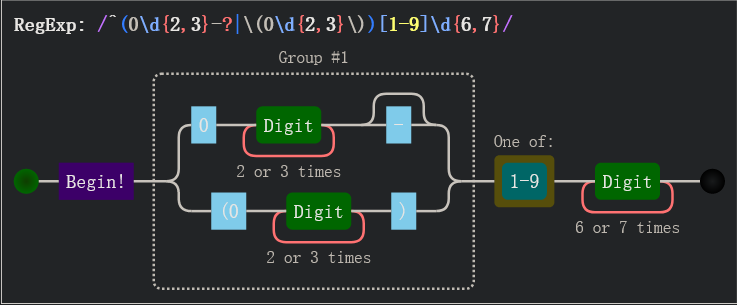 RegExp: /^(0\d{2,3}-?|\(0\d{2,3}\))[1-9]\d{6,7}/
Group #1
0 Digit -
2 or 3 times
One of:
Begin! 1-9 Digit
(0 Digit )
6 or 7 times
2 or 3 times